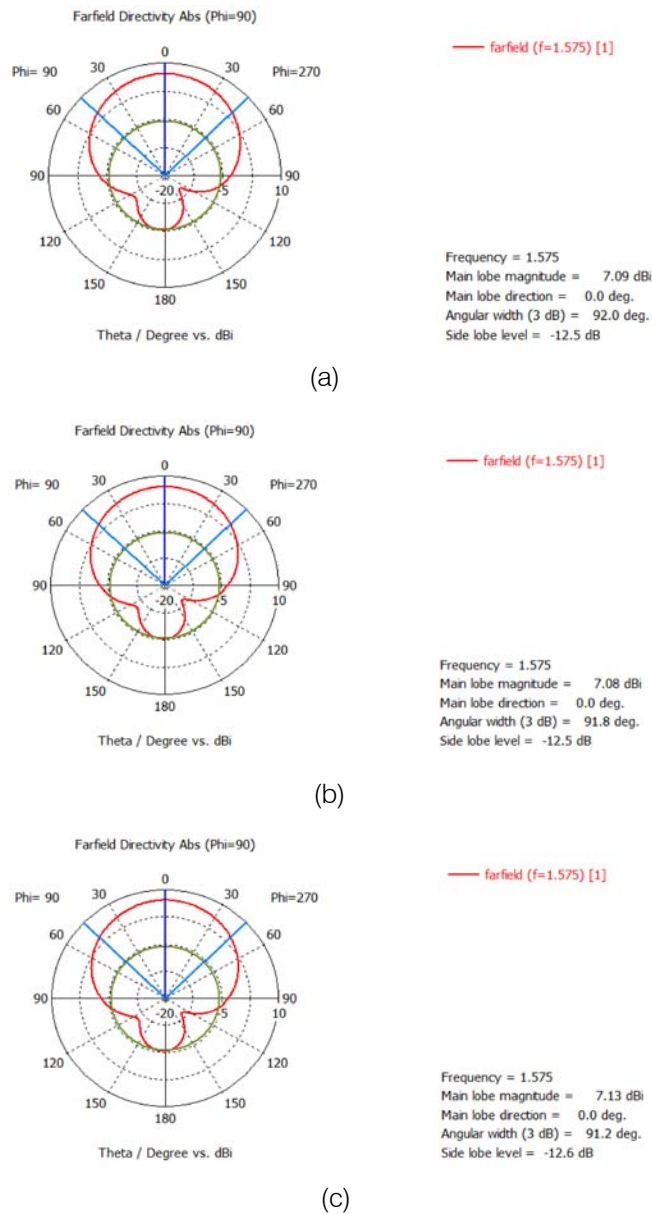 Farfield Directivity Abs (Phi=90)
0
Phi= 90 30 30 Phi=270
farfield (f=1.575) [1]
60 60
90 -20 -5 10 90
120 120
150 150
180
Theta / Degree vs. dBi
Frequency = 1.575
Main lobe magnitude = 7.09 dBi
Main lobe direction = 0.0 deg.
Angular width (3 dB) = 92.0 deg.
Side lobe level = -12.5 dB
(a)
Farfield Directivity Abs (Phi=90)
0
Phi= 90 30 30 Phi=270
farfield (f=1.575) [1]
60 60
90 -20 -5 10 90
120 120
150 150
180
Theta / Degree vs. dBi
Frequency = 1.575
Main lobe magnitude = 7.08 dBi
Main lobe direction = 0.0 deg.
Angular width (3 dB) = 91.8 deg.
Side lobe level = -12.5 dB
(b)
Farfield Directivity Abs (Phi=90)
0
Phi= 90 30 30 Phi=270
farfield (f=1.575) [1]
60 60
90 -20 -5 10 90
120 120
150 150
180
Theta / Degree vs. dBi
Frequency = 1.575
Main lobe magnitude = 7.13 dBi
Main lobe direction = 0.0 deg.
Angular width (3 dB) = 91.2 deg.
Side lobe level = -12.6 dB
(c)